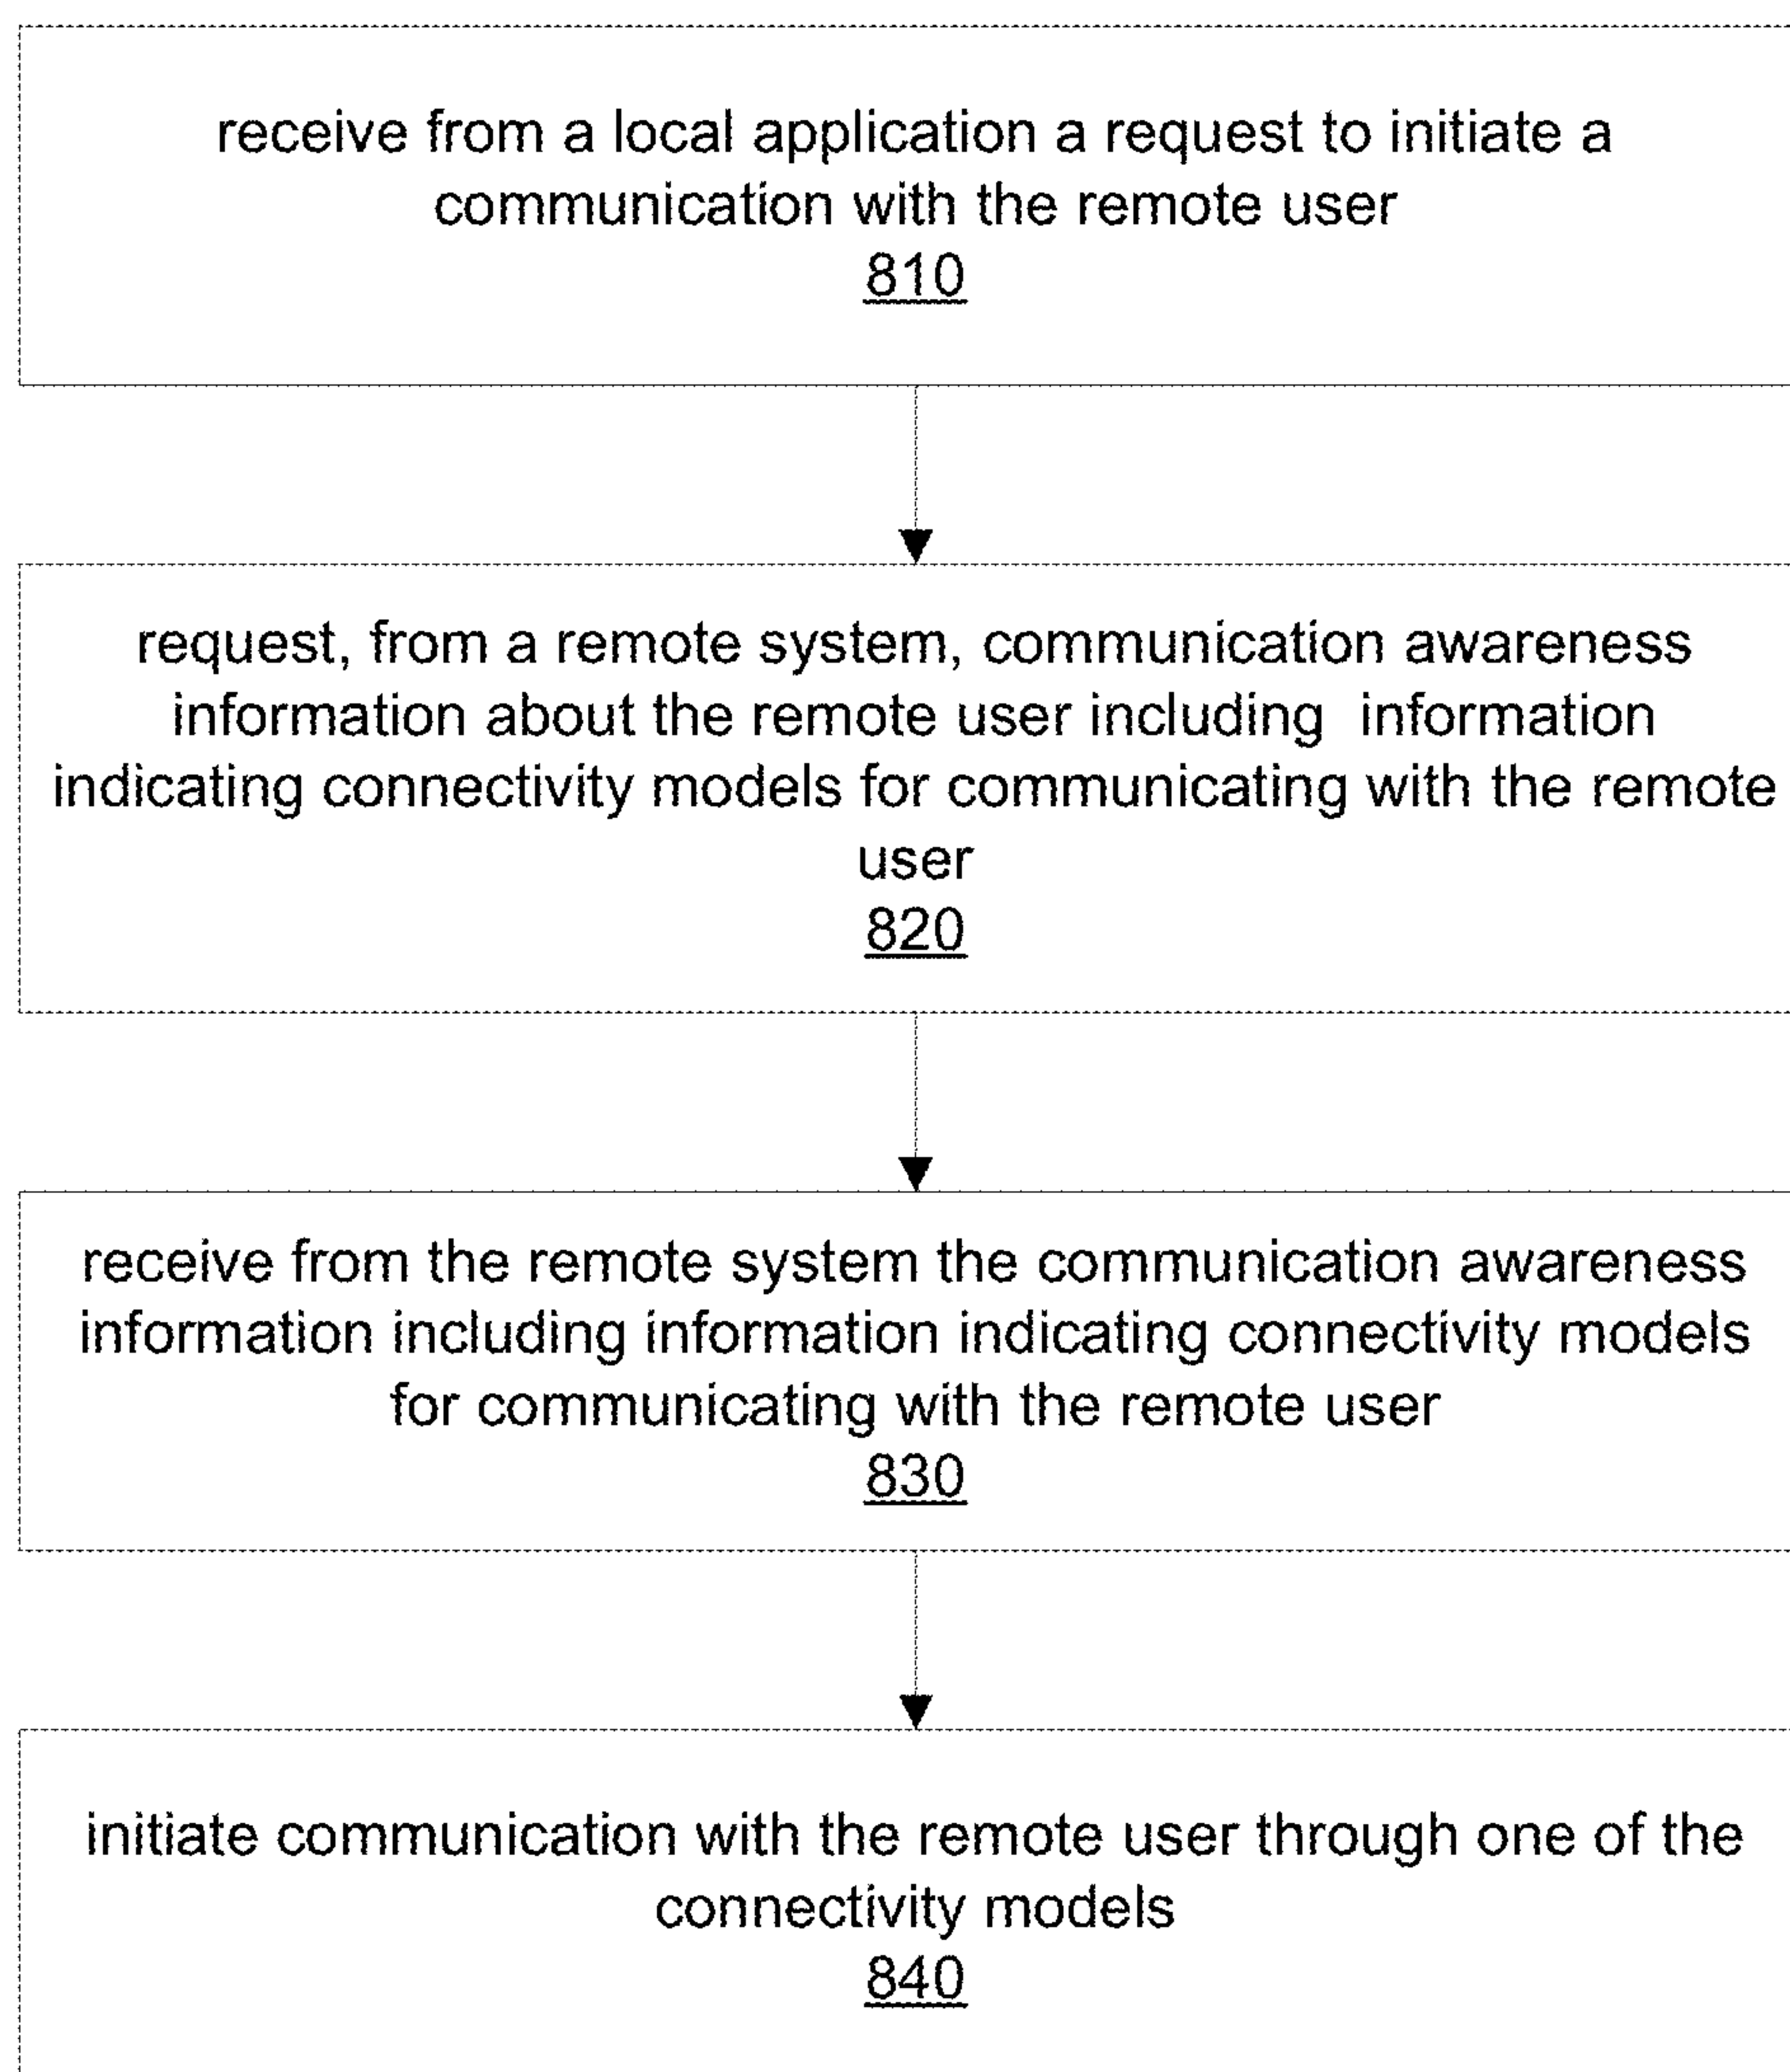 receive from a local application a request to initiate a
communication with the remote user
810
request, from a remote system, communication awareness
information about the remote user including  information
indicating connectivity models for communicating with the remote
user
820
receive from the remote system the communication awareness
information including information indicating connectivity models
for communicating with the remote user
830
initiate communication with the remote user through one of the
connectivity models
840